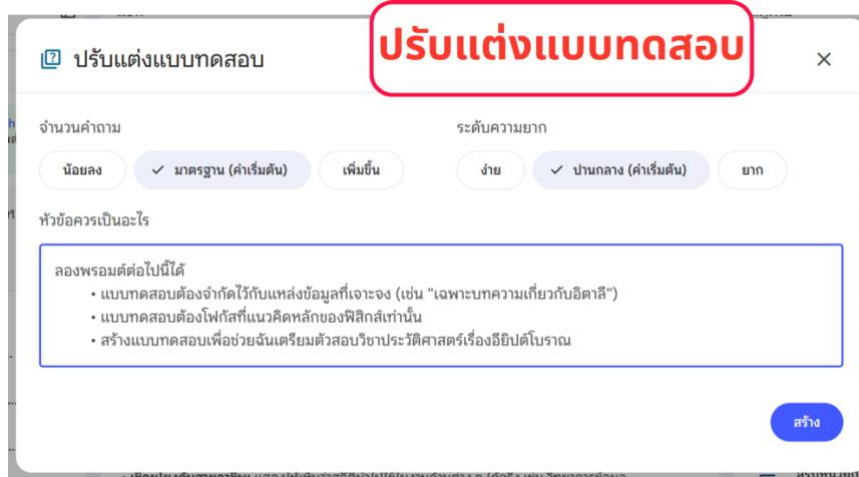 ปรับแต่งแบบทดสอบ
ปรับแต่งแบบทดสอบ
จำนวนคำถาม
ระดับความยาก
น้อยลง
มาตรฐาน (ค่าเริ่มต้น)
เพิ่มขึ้น
ง่าย
ปานกลาง (ค่าเริ่มต้น)
ยาก
หัวข้อควรเป็นอะไร
ลองพรอมต์ต่อไปนี้ได้
• แบบทดสอบต้องจำกัดไว้กับแหล่งข้อมูลที่เจาะจง (เช่น "เฉพาะบทความเกี่ยวกับอิตาลี")
• แบบทดสอบต้องโฟกัสที่แนวคิดหลักของฟิสิกส์เท่านั้น
• สร้างแบบทดสอบเพื่อช่วยฉันเตรียมตัวสอบวิชาประวัติศาสตร์เรื่องอียิปต์โบราณ
สร้าง